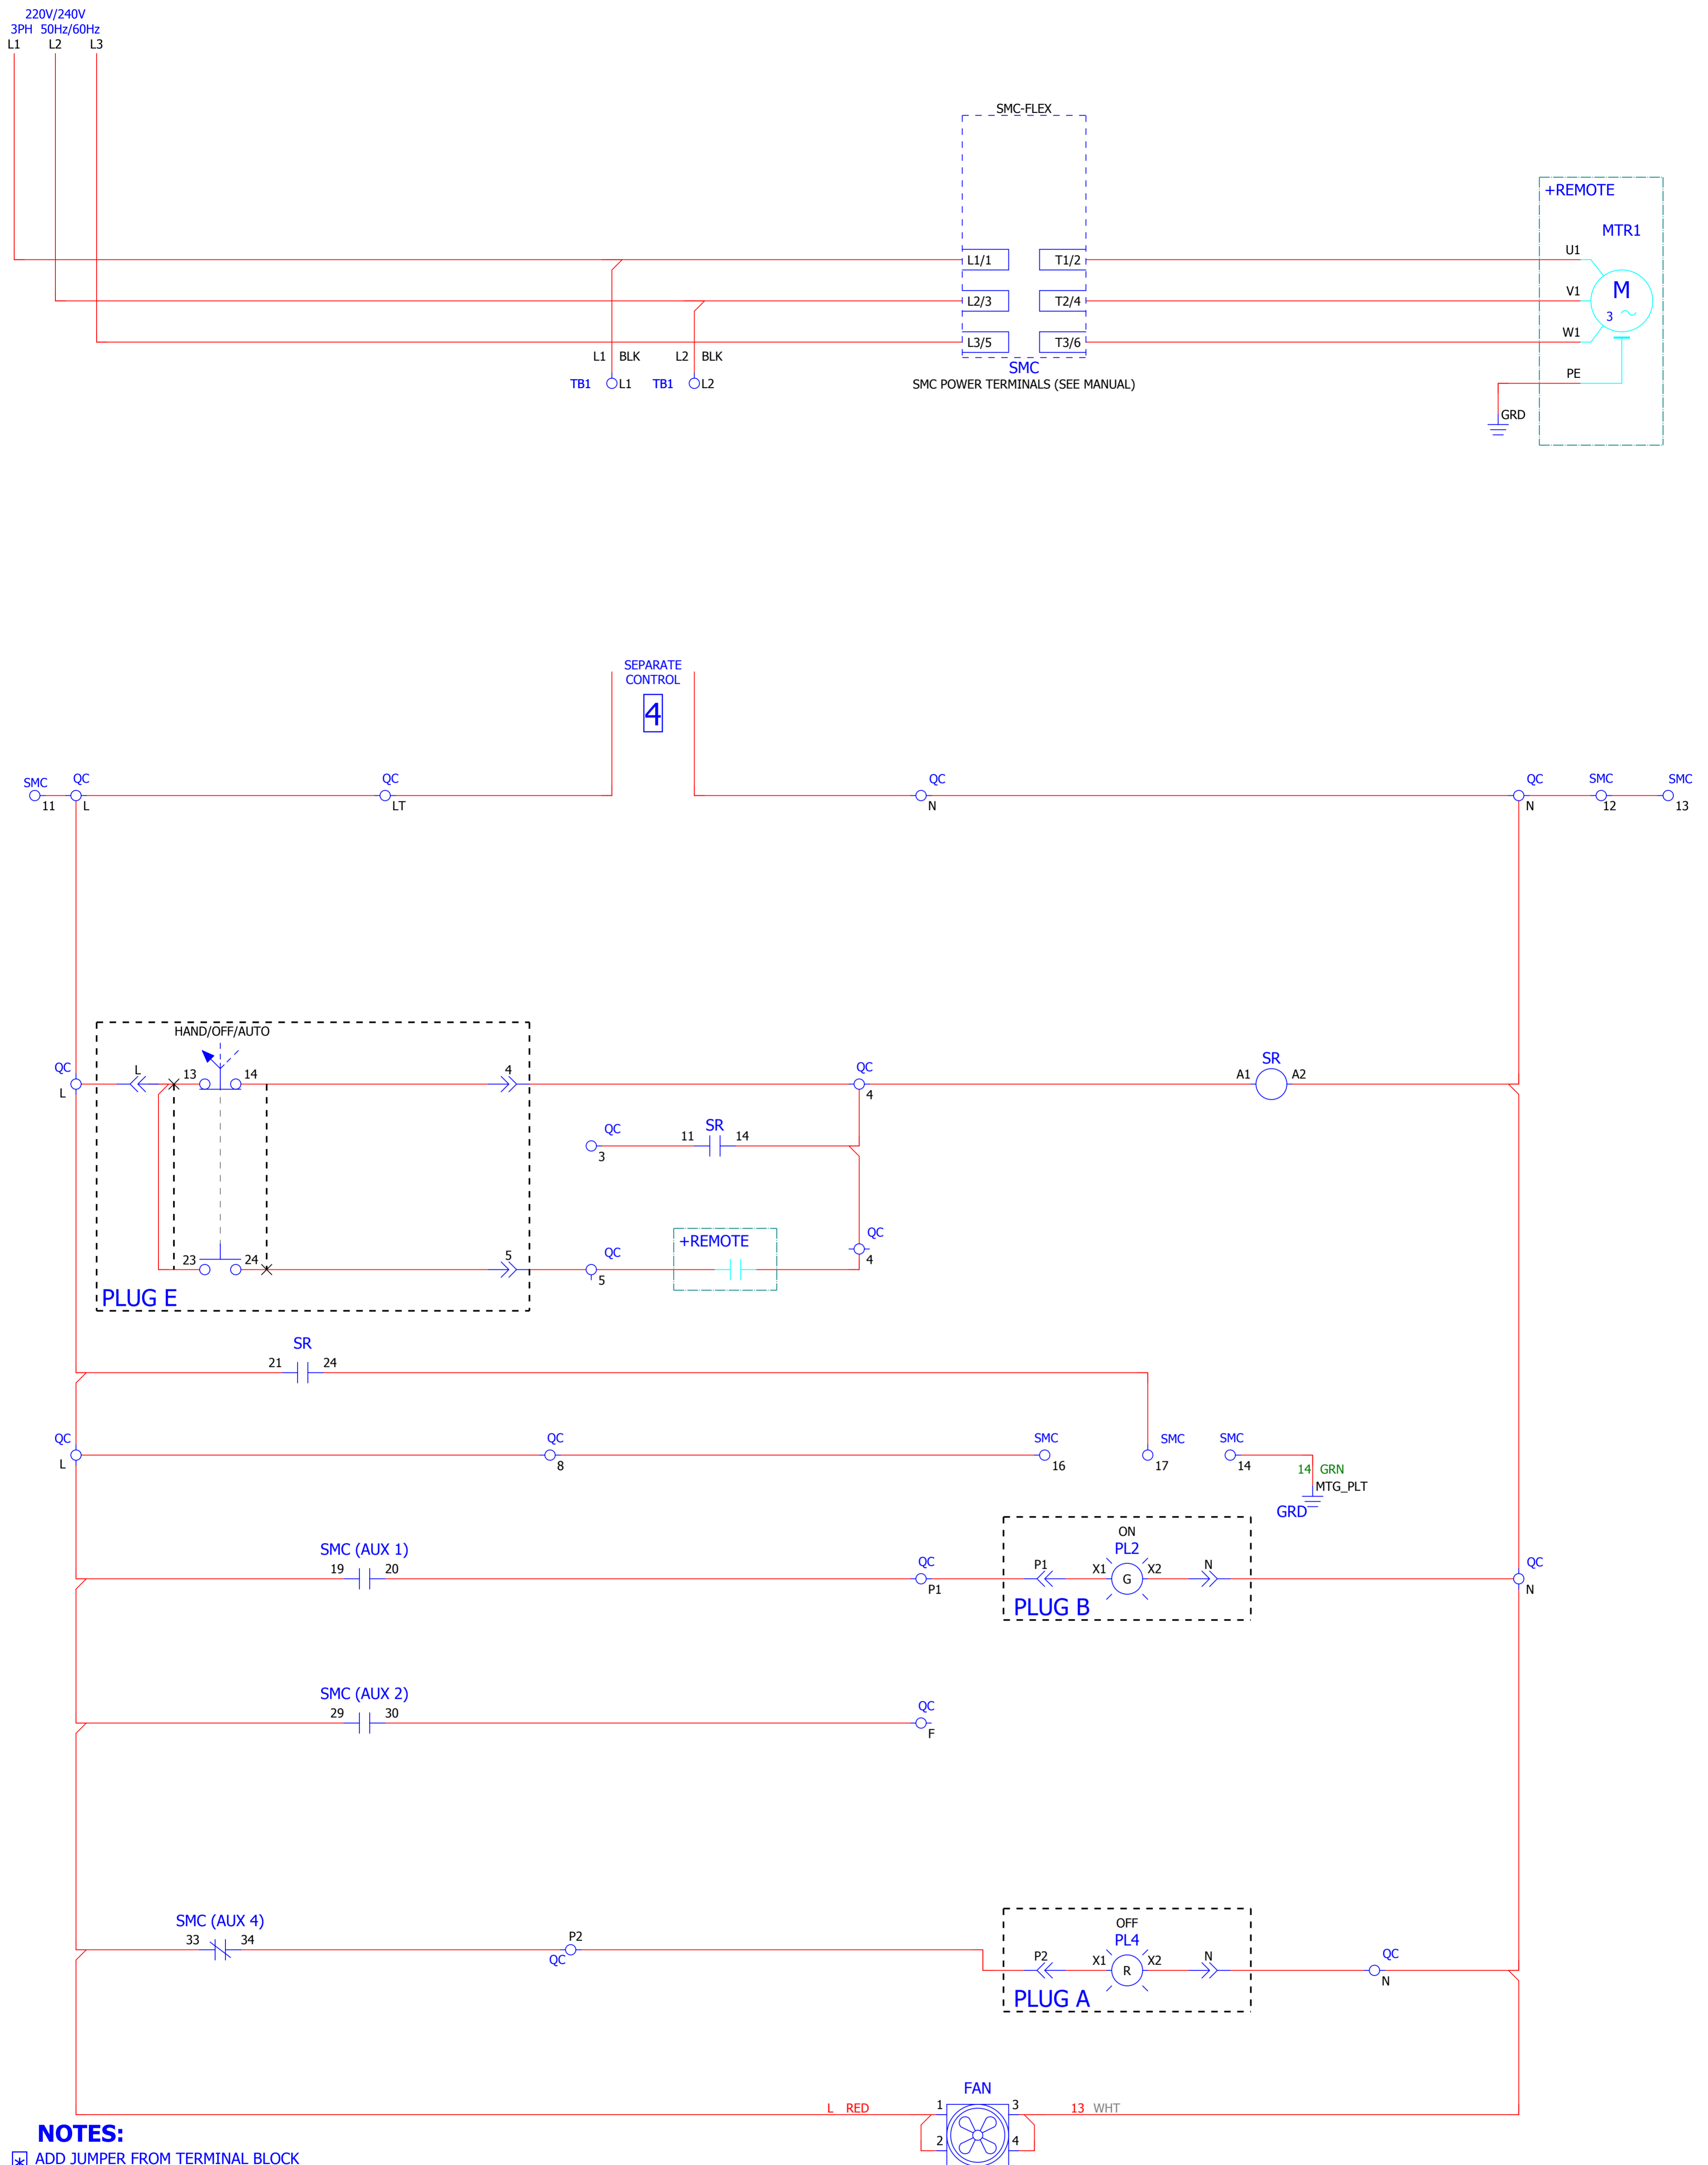 220V/240V
3PH 50Hz/60Hz
L1 L2 L3
SMC-FLEX
+REMOTE
MTR1
L1/1 T1/2 U1
L2/3 T2/4 V1 M
3
L3/5 T3/6 W1
L1 BLK L2 BLK
SMC
TB1 L1 TB1 L2
SMC POWER TERMINALS (SEE MANUAL)
PE
GRD
SEPARATE
CONTROL
4
SMC QC QC QC QC SMC SMC
11 L LT N N 12 13
HAND/OFF/AUTO
QC L 13 14 4 QC A1 SR A2
L 4
QC 11 SR 14
3
QC
+REMOTE
QC
23 24 5 4
5
PLUG E
SR
21 24
QC QC SMC SMC SMC
L 8 16 17 14
14 GRN
MTG_PLT
GRD
ON
SMC (AUX 1) PL2
19 20 QC P1 X1 G X2 N QC
P1 N
PLUG B
SMC (AUX 2)
29 30 QC
F
SMC (AUX 4) OFF
33 34 P2 PL4
QC P2 X1 R X2 N QC
N
PLUG A
FAN
L RED 1 3 13 WHT
2 4
NOTES:
* ADD JUMPER FROM TERMINAL BLOCK